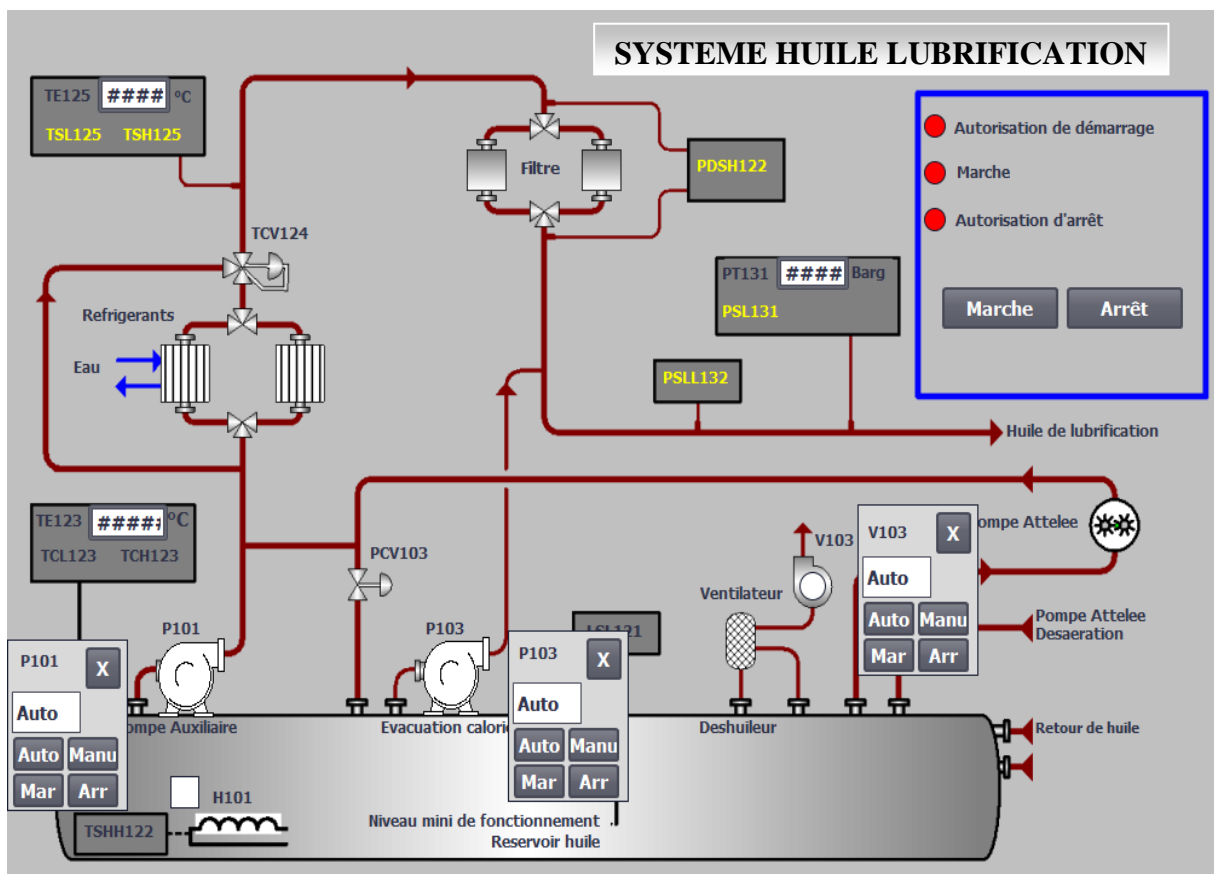 SYSTEME HUILE LUBRIFICATION
TE125 #### °C
TSL125 TSH125
Filtre
PDSH122
Autorisation de démarrage
Marche
Autorisation d'arrêt
Marche Arrêt
TCV124
PT131 #### Barg
PSL131
Refrigerants
Eau
PSLL132
Huile de lubrification
TE123 #### °C
TCL123 TCH123
PCV103
V103
Ventilateur
V103 X
Auto
Auto Manu
Mar Arr
ompe Attelee
Pompe Attelee
Desaeration
P101
P101 X
Auto
Auto Manu
Mar Arr
ompe Auxiliaire
P103
LSL121
P103 X
Auto
Auto Manu
Mar Arr
Evacuation calorie
Deshuileur
Retour de huile
H101
TSHH122
Niveau mini de fonctionnement
Reservoir huile